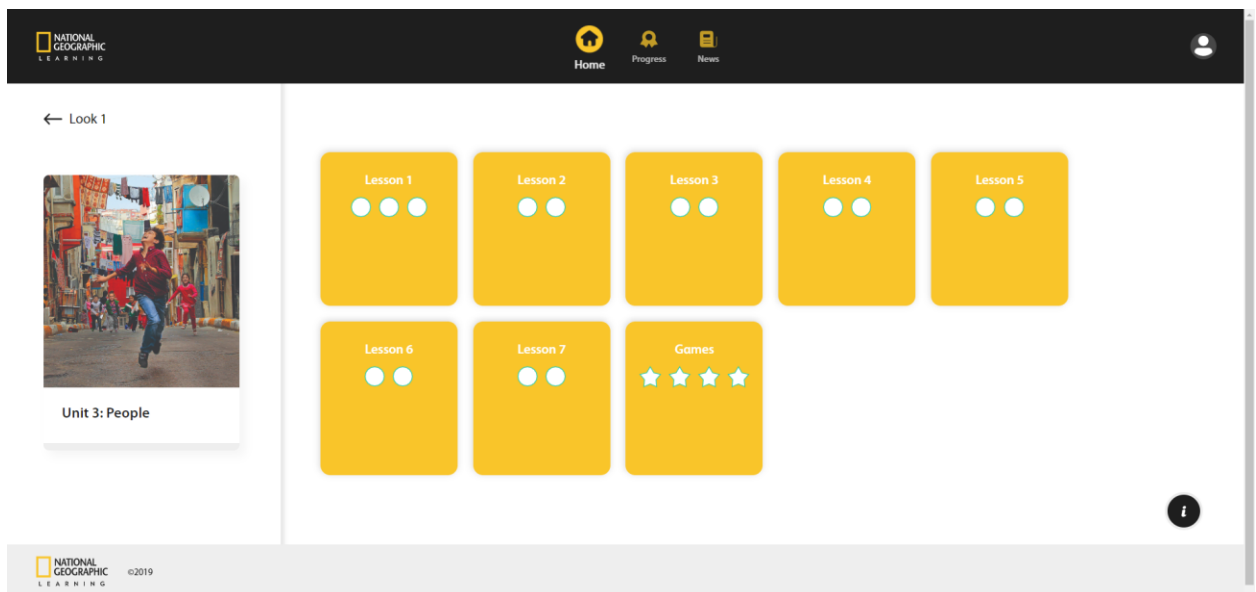 NATIONAL
GEOGRAPHIC
LEARNING
Home
Progress
News
← Look 1
Unit 3: People
Lesson 1
Lesson 2
Lesson 3
Lesson 4
Lesson 5
Lesson 6
Lesson 7
Games
i
NATIONAL
GEOGRAPHIC
LEARNING
©2019